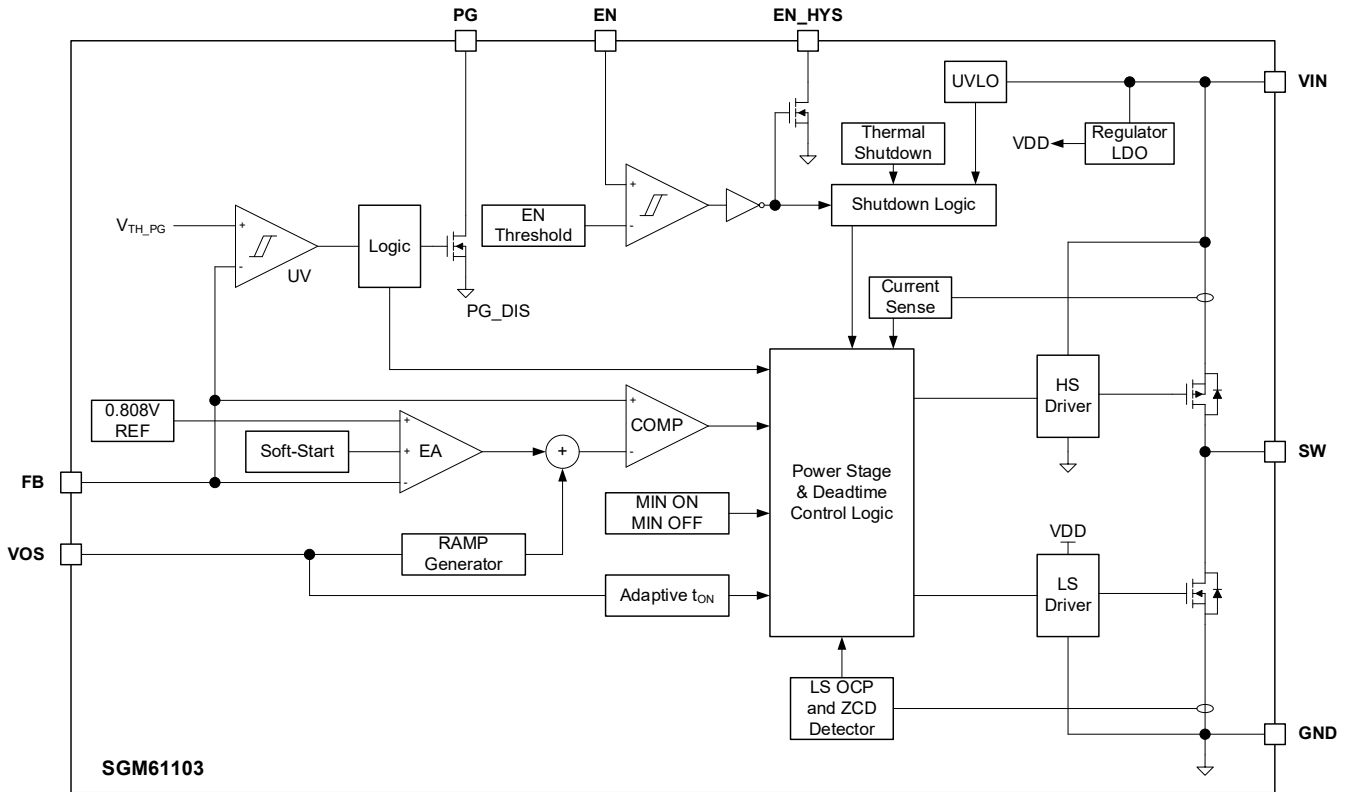 PG
EN
EN_HYS
VIN
UVLO
Thermal
Shutdown
VDD
Regulator
LDO
+
-
EN
Threshold
Shutdown Logic
V_TH_PG
+
-
UV
Logic
PG_DIS
Current
Sense
0.808V
REF
Soft-Start
+
+
-
EA
+
+
-
COMP
HS
Driver
SW
FB
Power Stage
& Deadtime
Control Logic
MIN ON
MIN OFF
VOS
RAMP
Generator
Adaptive t_ON
VDD
LS
Driver
LS OCP
and ZCD
Detector
GND
SGM61103